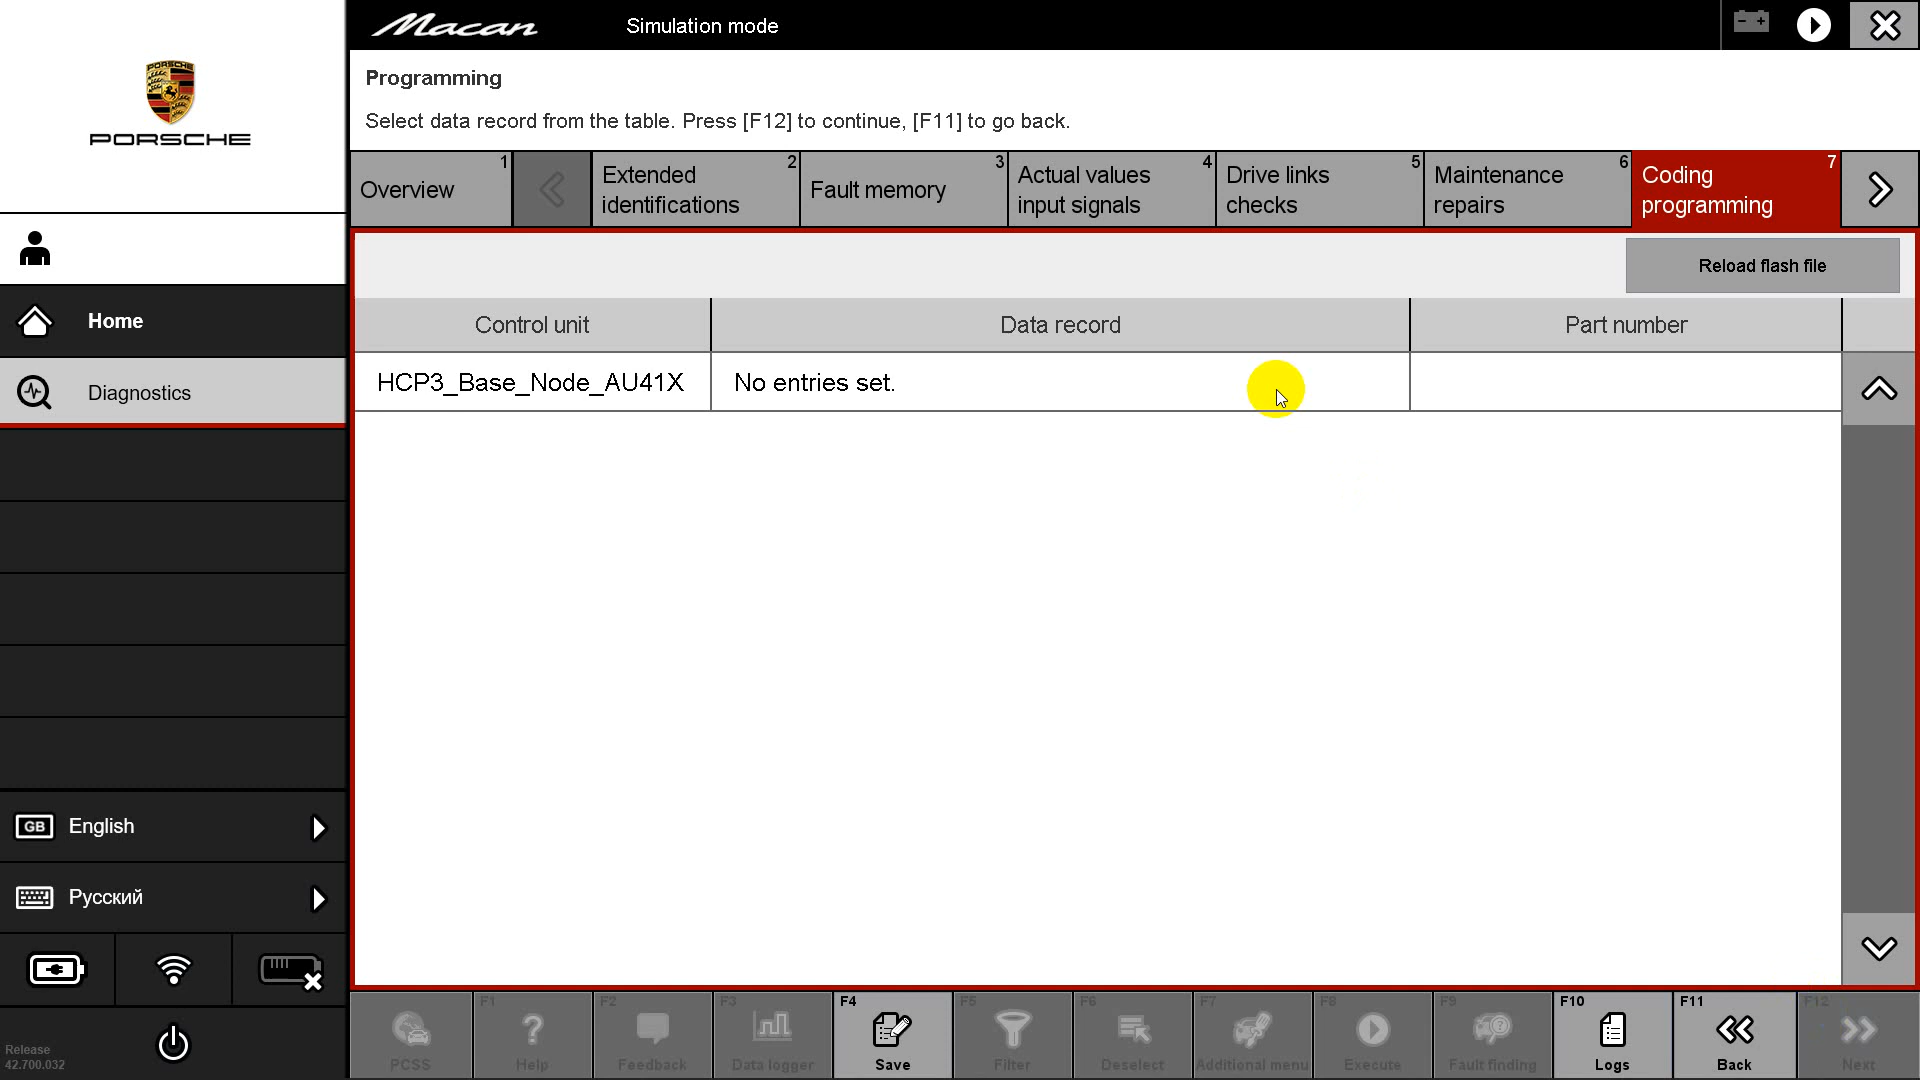 PORSCHE
PORSCHE
Macan
Simulation mode
Programming
Select data record from the table. Press [F12] to continue, [F11] to go back.
Overview
1
Extended
identifications
2
Fault memory
3
Actual values
input signals
4
Drive links
checks
5
Maintenance
repairs
6
Coding
programming
7
Reload flash file
Control unit
Data record
Part number
HCP3_Base_Node_AU41X
No entries set.
Home
Diagnostics
GB
English
Русский
Release
42.700.032
PCSS
F1
Help
F2
Feedback
F3
Data logger
F4
Save
F5
Filter
F6
Deselect
F7
Additional menu
F8
Execute
F9
Fault finding
F10
Logs
F11
Back
F12
Next